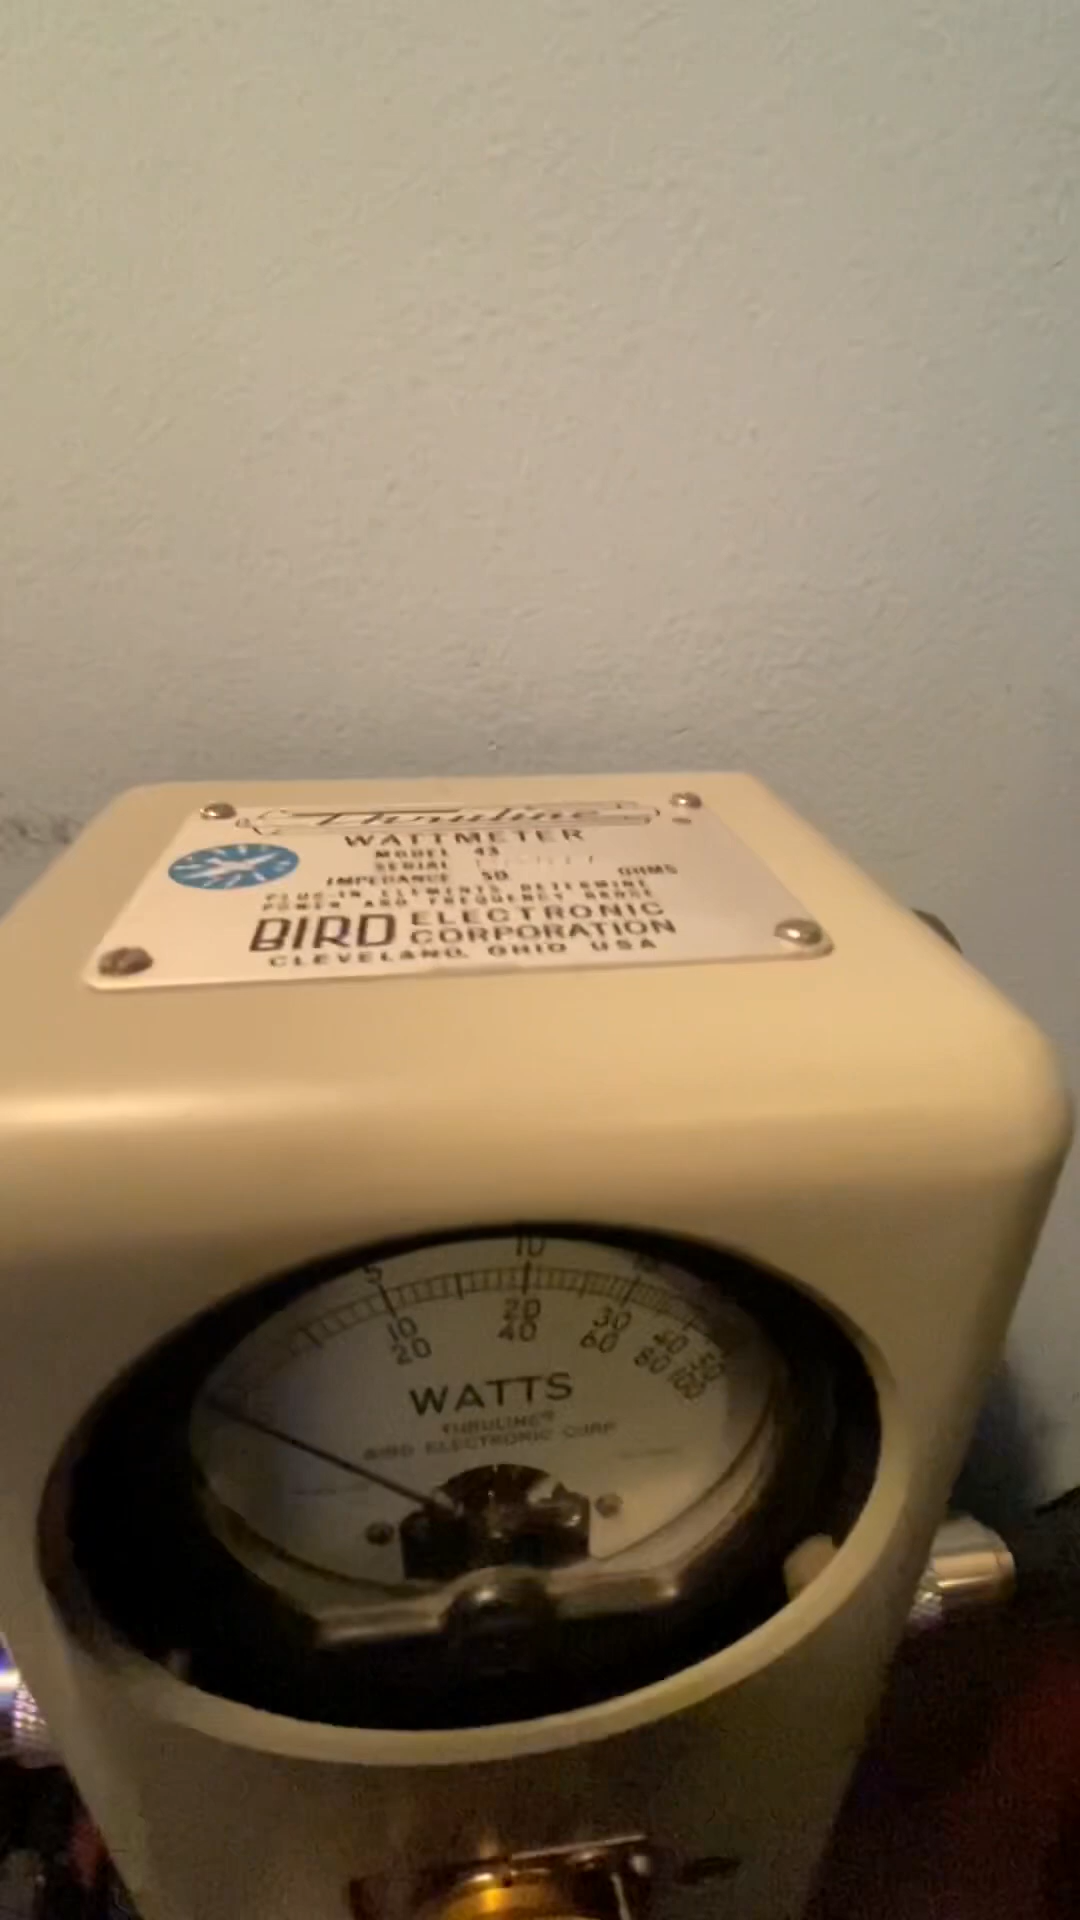 Thruline
WATTMETER
MODEL 43
SERIAL
IMPEDANCE 50 OHMS
PLUG-IN ELEMENTS DETERMINE
POWER AND FREQUENCY RANGE
BIRD ELECTRONIC
CORPORATION
CLEVELAND, OHIO USA
5 10
10 20 30 40 50
20 40 60 80 100
WATTS
THRULINE®
BIRD ELECTRONIC CORP